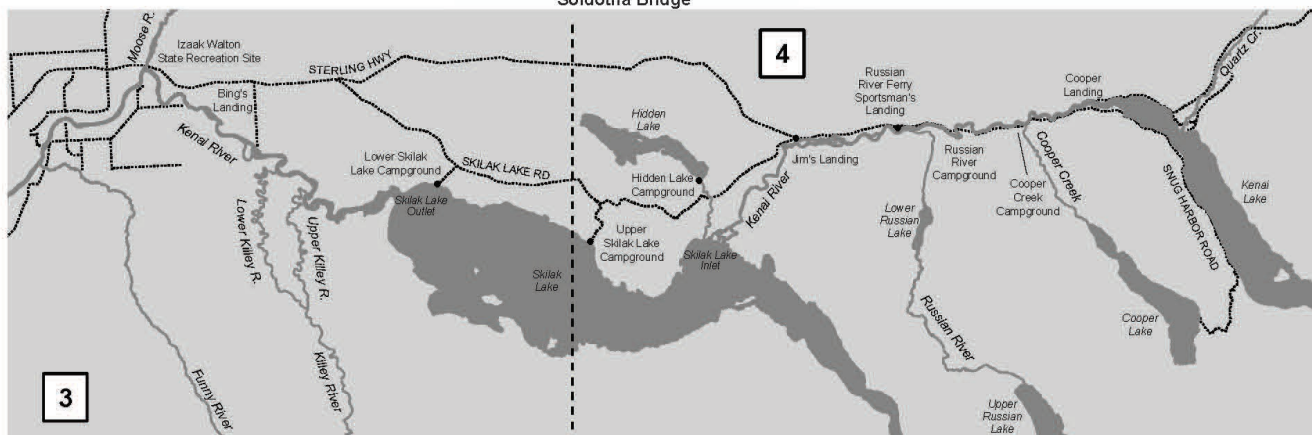 Soldotna Bridge
Moose R.
Izaak Walton
State Recreation Site
STERLING HWY
Bing's
Landing
Kenai River
Lower Skilak
Lake Campground
SKILAK LAKE RD
Skilak Lake
Outlet
Lower Killey R.
Upper Killey R.
Killey River
Funny River
3
4
Hidden
Lake
Hidden Lake
Campground
Upper
Skilak Lake
Campground
Skilak
Lake
Skilak Lake
Inlet
Kenai River
Jim's Landing
Russian
River Ferry
Sportsman's
Landing
Russian
River
Campground
Lower
Russian
Lake
Russian River
Upper
Russian
Lake
Cooper
Landing
Cooper
Creek
Campground
Cooper Creek
Cooper
Lake
SNUG HARBOR ROAD
Kenai
Lake
Quartz Cr.